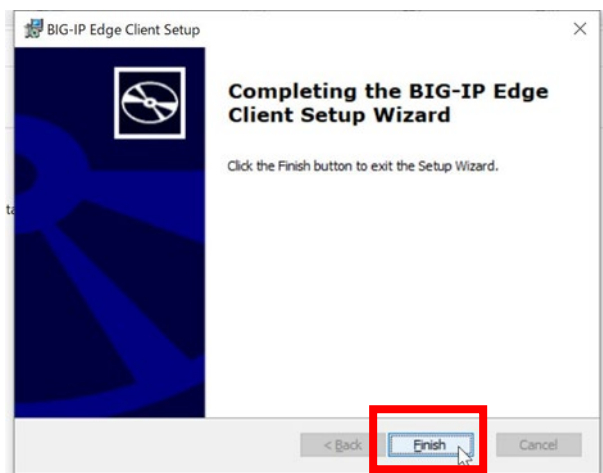 BIG-IP Edge Client Setup
Completing the BIG-IP Edge
Client Setup Wizard
Click the Finish button to exit the Setup Wizard.
ta
< Back Finish Cancel